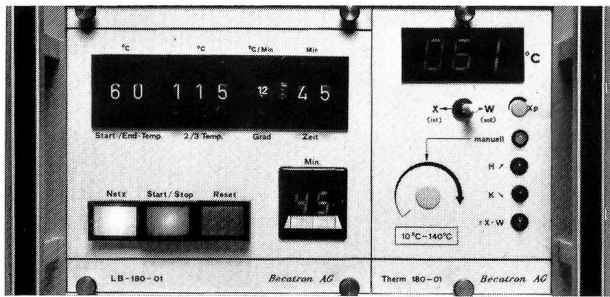 °C °C °C/Min. Min
60 115 12 45
Start-/End-Temp. 2/3 Temp. Grad Zeit
Min.
45
Netz Start/Stop Reset
LB-180-01 Becatron AG
061 °C
X W Xp
(ist) (soll)
manuell
H
K
±X-W
10°C-140°C
Therm 180-01 Becatron AG